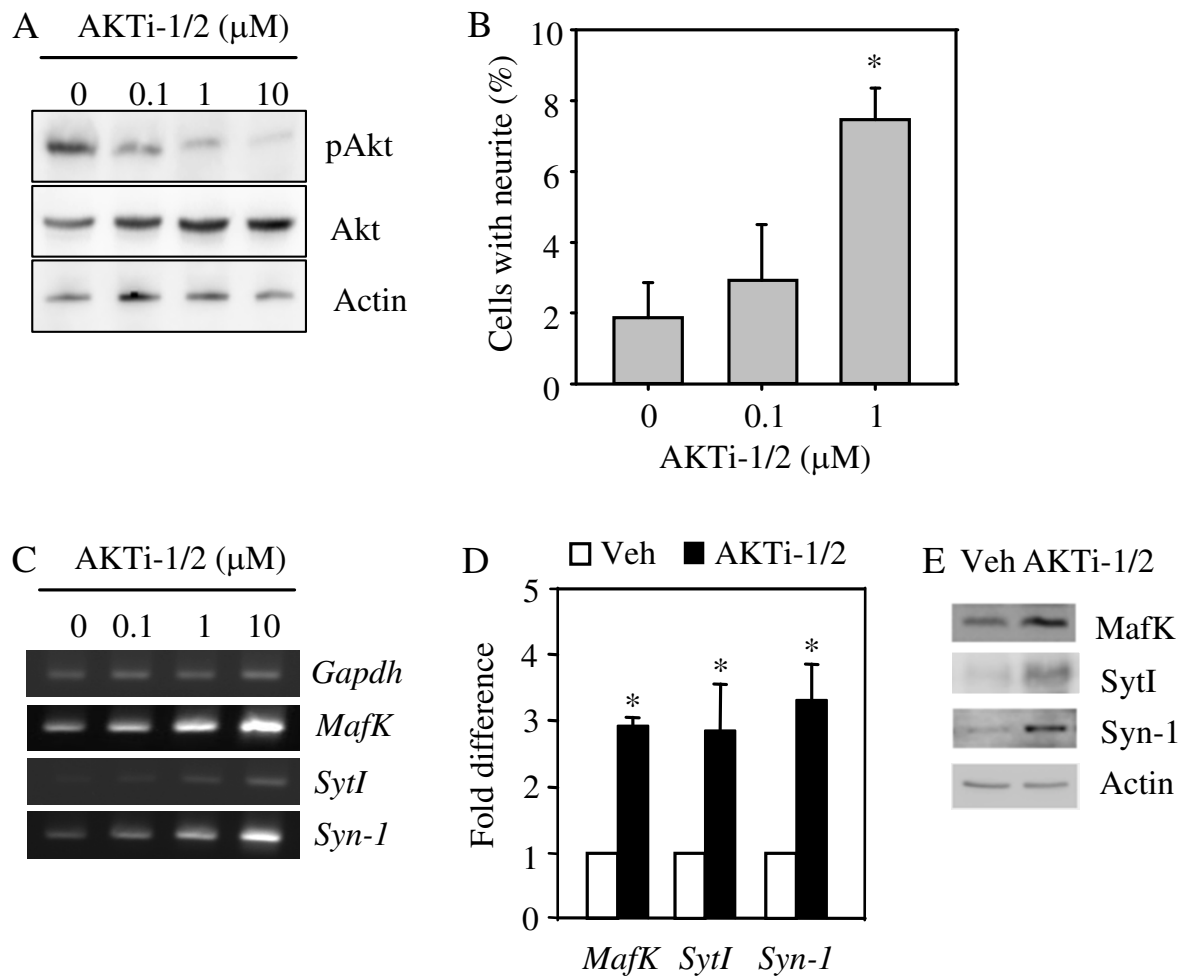 A
AKTi-1/2 (μM)
0 0.1 1 10
pAkt
Akt
Actin
B
Cells with neurite (%)
10
8
6
4
2
0
*
0 0.1 1
AKTi-1/2 (μM)
C
AKTi-1/2 (μM)
0 0.1 1 10
Gapdh
MafK
SytI
Syn-1
D
Veh AKTi-1/2
Fold difference
5
4
3
2
1
0
* * *
MafK SytI Syn-1
E Veh AKTi-1/2
MafK
SytI
Syn-1
Actin